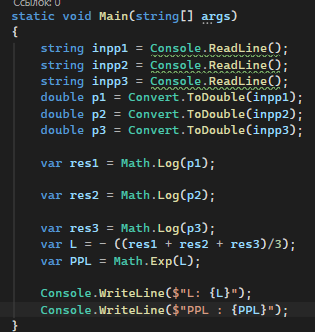 Ссылок: 0
static void Main(string[] args)
{
string inpp1 = Console.ReadLine();
string inpp2 = Console.ReadLine();
string inpp3 = Console.ReadLine();
double p1 = Convert.ToDouble(inpp1);
double p2 = Convert.ToDouble(inpp2);
double p3 = Convert.ToDouble(inpp3);
var res1 = Math.Log(p1);
var res2 = Math.Log(p2);
var res3 = Math.Log(p3);
var L = - ((res1 + res2 + res3)/3);
var PPL = Math.Exp(L);
Console.WriteLine($"L: {L}");
Console.WriteLine($"PPL : {PPL}");
}